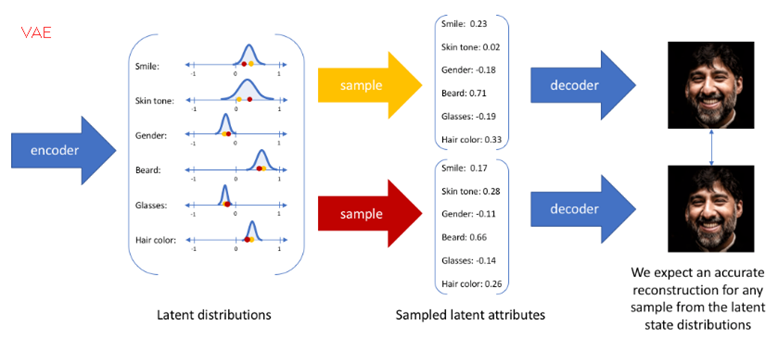 VAE
encoder
Smile:
-1 0 1
Skin tone:
-1 0 1
Gender:
-1 0 1
Beard:
-1 0 1
Glasses:
-1 0 1
Hair color:
-1 0 1
Latent distributions
sample
sample
Smile: 0.23
Skin tone: 0.02
Gender: -0.18
Beard: 0.71
Glasses: -0.19
Hair color: 0.33
Smile: 0.17
Skin tone: 0.28
Gender: -0.11
Beard: 0.66
Glasses: -0.14
Hair color: 0.26
Sampled latent attributes
decoder
decoder
We expect an accurate
reconstruction for any
sample from the latent
state distributions